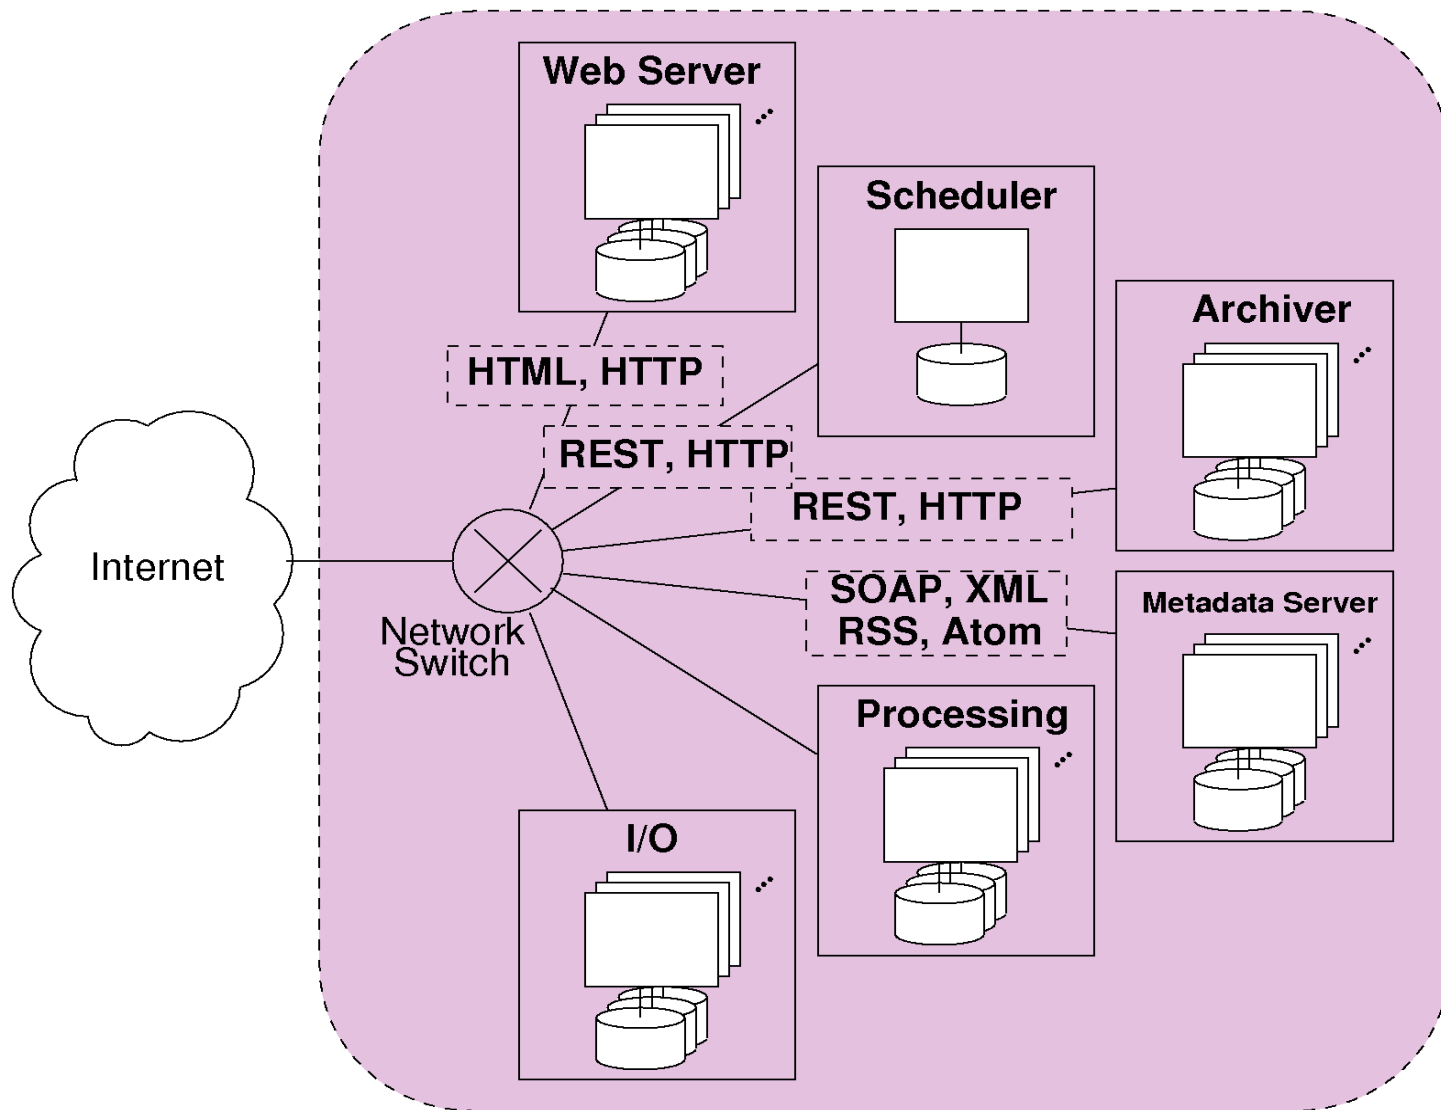 Web Server
Scheduler
Archiver
HTML, HTTP
REST, HTTP
REST, HTTP
Internet
SOAP, XML
RSS, Atom
Metadata Server
Network
Switch
Processing
I/O